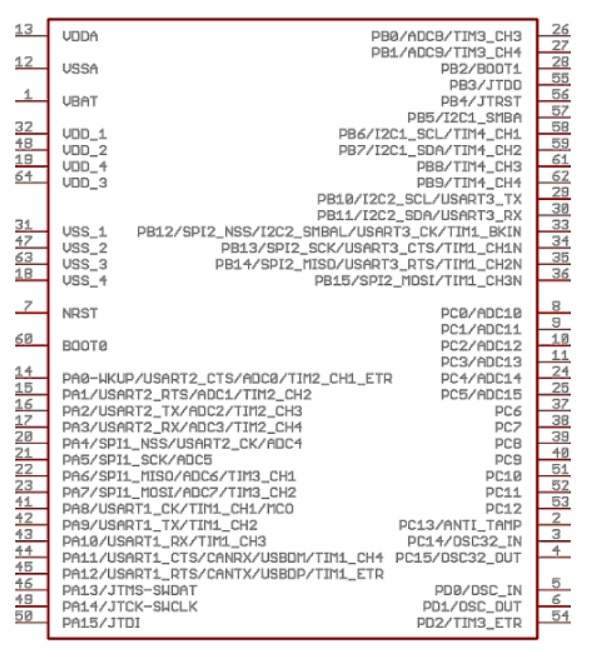 13 VDDA
12 VSSA
1 VBAT
32 VDD_1
48 VDD_2
19 VDD_4
64 VDD_3
31 VSS_1
47 VSS_2
63 VSS_3
18 VSS_4
7 NRST
60 BOOT0
14 PA0-WKUP/USART2_CTS/ADC0/TIM2_CH1_ETR
15 PA1/USART2_RTS/ADC1/TIM2_CH2
16 PA2/USART2_TX/ADC2/TIM2_CH3
17 PA3/USART2_RX/ADC3/TIM2_CH4
20 PA4/SPI1_NSS/USART2_CK/ADC4
21 PA5/SPI1_SCK/ADC5
22 PA6/SPI1_MISO/ADC6/TIM3_CH1
23 PA7/SPI1_MOSI/ADC7/TIM3_CH2
41 PA8/USART1_CK/TIM1_CH1/MCO
42 PA9/USART1_TX/TIM1_CH2
43 PA10/USART1_RX/TIM1_CH3
44 PA11/USART1_CTS/CANRX/USBDM/TIM1_CH4
45 PA12/USART1_RTS/CANTX/USBDP/TIM1_ETR
46 PA13/JTMS-SWDAT
49 PA14/JTCK-SWCLK
50 PA15/JTDI
PB0/ADC8/TIM3_CH3 26
PB1/ADC9/TIM3_CH4 27
PB2/BOOT1 28
PB3/JTDO 55
PB4/JTRST 56
PB5/I2C1_SMBA 57
PB6/I2C1_SCL/TIM4_CH1 58
PB7/I2C1_SDA/TIM4_CH2 59
PB8/TIM4_CH3 61
PB9/TIM4_CH4 62
PB10/I2C2_SCL/USART3_TX 29
PB11/I2C2_SDA/USART3_RX 30
PB12/SPI2_NSS/I2C2_SMBAL/USART3_CK/TIM1_BKIN 33
PB13/SPI2_SCK/USART3_CTS/TIM1_CH1N 34
PB14/SPI2_MISO/USART3_RTS/TIM1_CH2N 35
PB15/SPI2_MOSI/TIM1_CH3N 36
PC0/ADC10 8
PC1/ADC11 9
PC2/ADC12 10
PC3/ADC13 11
PC4/ADC14 24
PC5/ADC15 25
PC6 37
PC7 38
PC8 39
PC9 40
PC10 51
PC11 52
PC12 53
PC13/ANTI_TAMP 2
PC14/OSC32_IN 3
PC15/OSC32_OUT 4
PD0/OSC_IN 5
PD1/OSC_OUT 6
PD2/TIM3_ETR 54